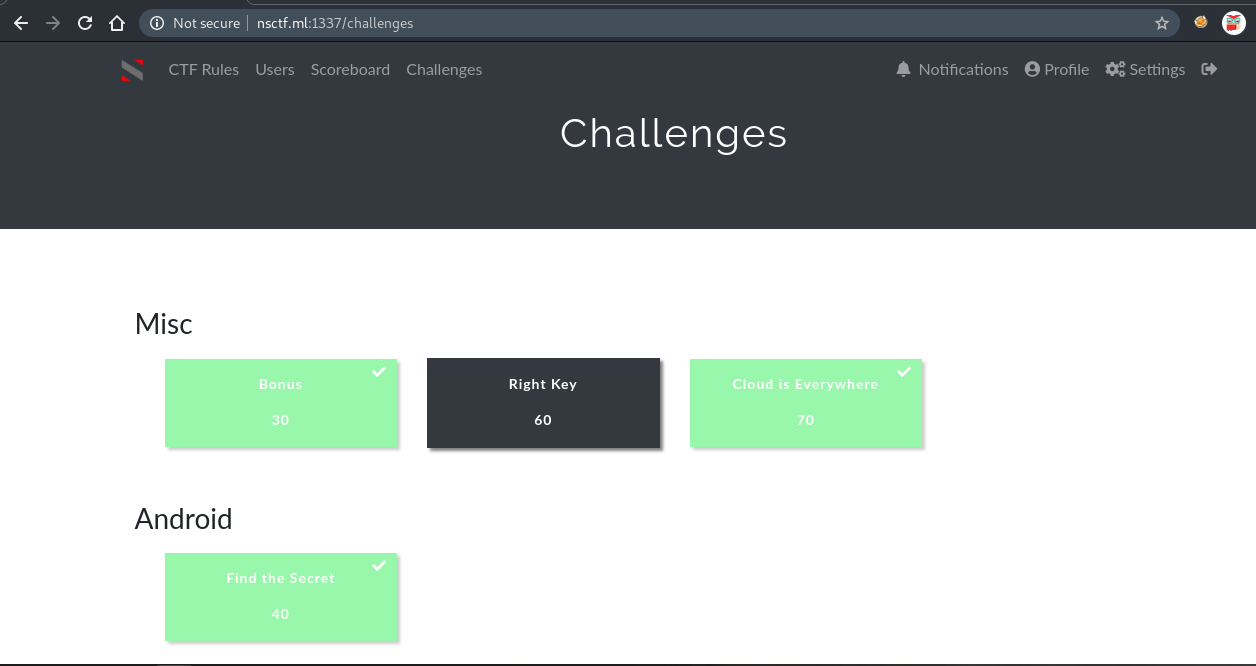 Not secure | nsctf.ml:1337/challenges
CTF Rules Users Scoreboard Challenges Notifications Profile Settings
Challenges
Misc
Bonus Right Key Cloud is Everywhere
30 60 70
Android
Find the Secret
40